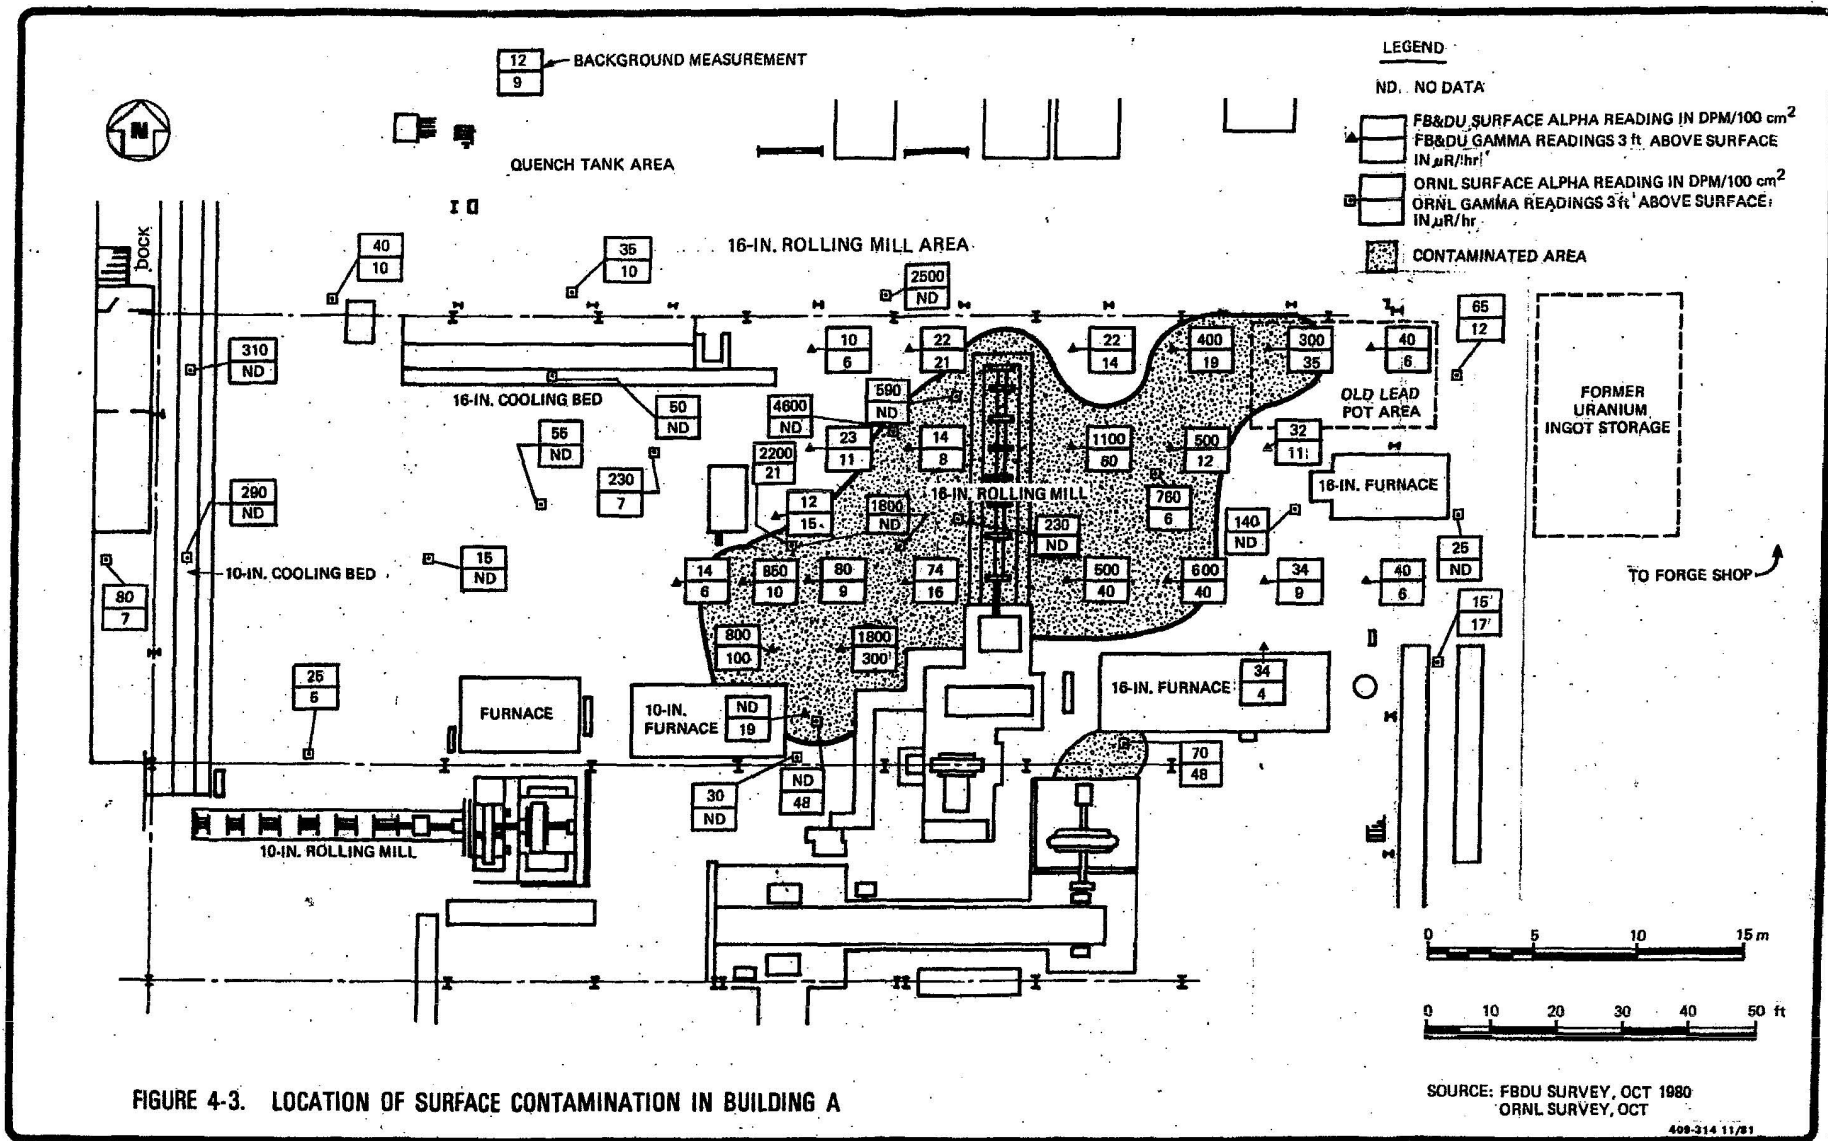 LEGEND
12
9
BACKGROUND MEASUREMENT
ND. NO DATA
FB&DU SURFACE ALPHA READING IN DPM/100 cm2
FB&DU GAMMA READINGS 3 ft ABOVE SURFACE
IN µR/hr
ORNL SURFACE ALPHA READING IN DPM/100 cm2
ORNL GAMMA READINGS 3 ft ABOVE SURFACE
IN µR/hr
CONTAMINATED AREA
N
QUENCH TANK AREA
DOCK
40
10
35
10
16-IN. ROLLING MILL AREA
2500
ND
65
12
310
ND
10
6
22
21
22
14
400
19
300
35
40
6
16-IN. COOLING BED
50
ND
590
ND
4600
ND
OLD LEAD
POT AREA
FORMER
URANIUM
INGOT STORAGE
55
ND
23
11
14
8
1100
60
500
12
32
11
2200
21
230
7
290
ND
12
15
1800
ND
16-IN. ROLLING MILL
760
6
16-IN. FURNACE
230
ND
140
ND
25
ND
15
ND
10-IN. COOLING BED
14
6
850
10
80
9
74
16
500
40
600
40
34
9
40
6
TO FORGE SHOP
80
7
15
17
800
100
1800
300
25
5
FURNACE
10-IN.
FURNACE
ND
19
16-IN. FURNACE
34
4
70
48
30
ND
ND
48
10-IN. ROLLING MILL
0 5 10 15 m
0 10 20 30 40 50 ft
FIGURE 4-3. LOCATION OF SURFACE CONTAMINATION IN BUILDING A
SOURCE: FBDU SURVEY, OCT 1980
ORNL SURVEY, OCT
409-314 11/81